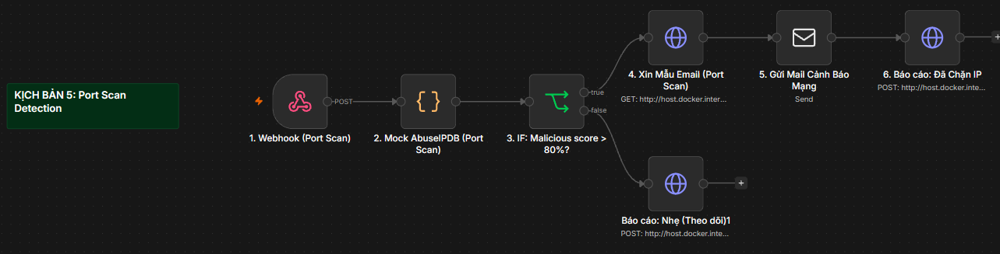 KỊCH BẢN 5: Port Scan
Detection
POST
1. Webhook (Port Scan)
2. Mock AbuseIPDB (Port
Scan)
true
false
3. IF: Malicious score >
80%?
4. Xin Mẫu Email (Port
Scan)
GET: http://host.docker.inter...
5. Gửi Mail Cảnh Báo
Mạng
Send
6. Báo cáo: Đã Chặn IP
POST: http://host.docker.inte...
Báo cáo: Nhẹ (Theo dõi)1
POST: http://host.docker.inte...